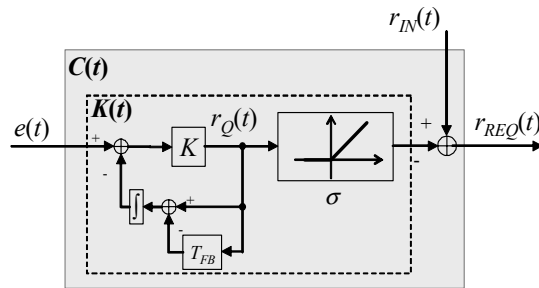 r_IN(t)
C(t)
K(t)
e(t)
+
-
K
r_Q(t)
σ
+
-
r_REQ(t)
∫
+
-
T_FB